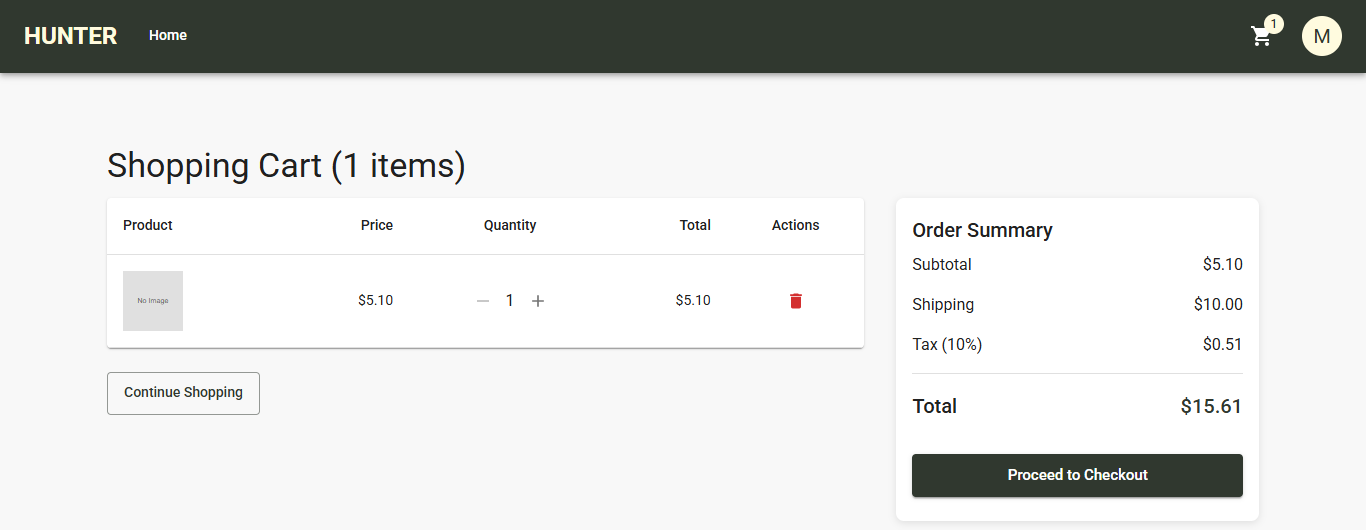 HUNTER Home 1 M
Shopping Cart (1 items)
Product Price Quantity Total Actions
No Image $5.10 1 $5.10
Continue Shopping
Order Summary
Subtotal $5.10
Shipping $10.00
Tax (10%) $0.51
Total $15.61
Proceed to Checkout